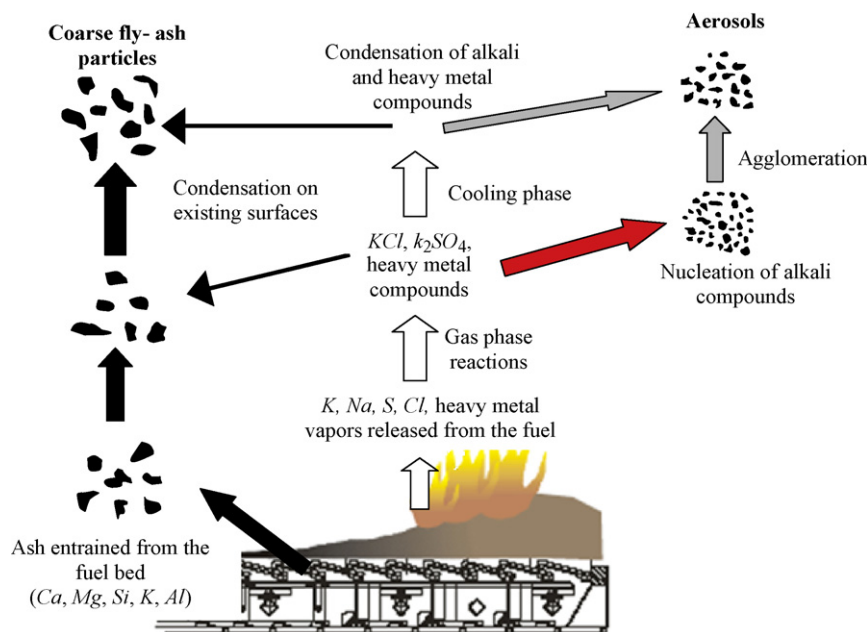 Coarse fly- ash
particles
Condensation of alkali
and heavy metal
compounds
Aerosols
Agglomeration
Condensation on
existing surfaces
Cooling phase
KCl, k₂SO₄,
heavy metal
compounds
Nucleation of alkali
compounds
Gas phase
reactions
K, Na, S, Cl, heavy metal
vapors released from the fuel
Ash entrained from the
fuel bed
(Ca, Mg, Si, K, Al)